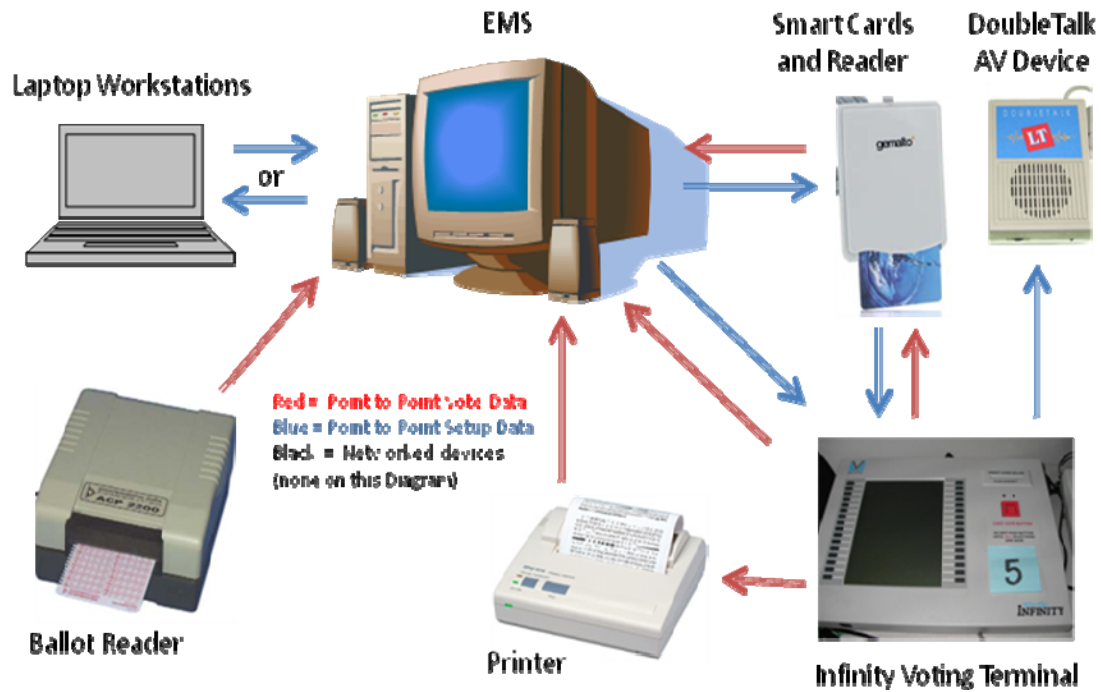 EMS
Smart Cards
and Reader
DoubleTalk
AV Device
Laptop Workstations
or
gemalto
DOUBLETALK
LT
Red = Point to Point Vote Data
Blue = Point to Point Setup Data
Black = Networked devices
(none on this Diagram)
ACP 2200
5
INFINITY
Ballot Reader
Printer
Infinity Voting Terminal